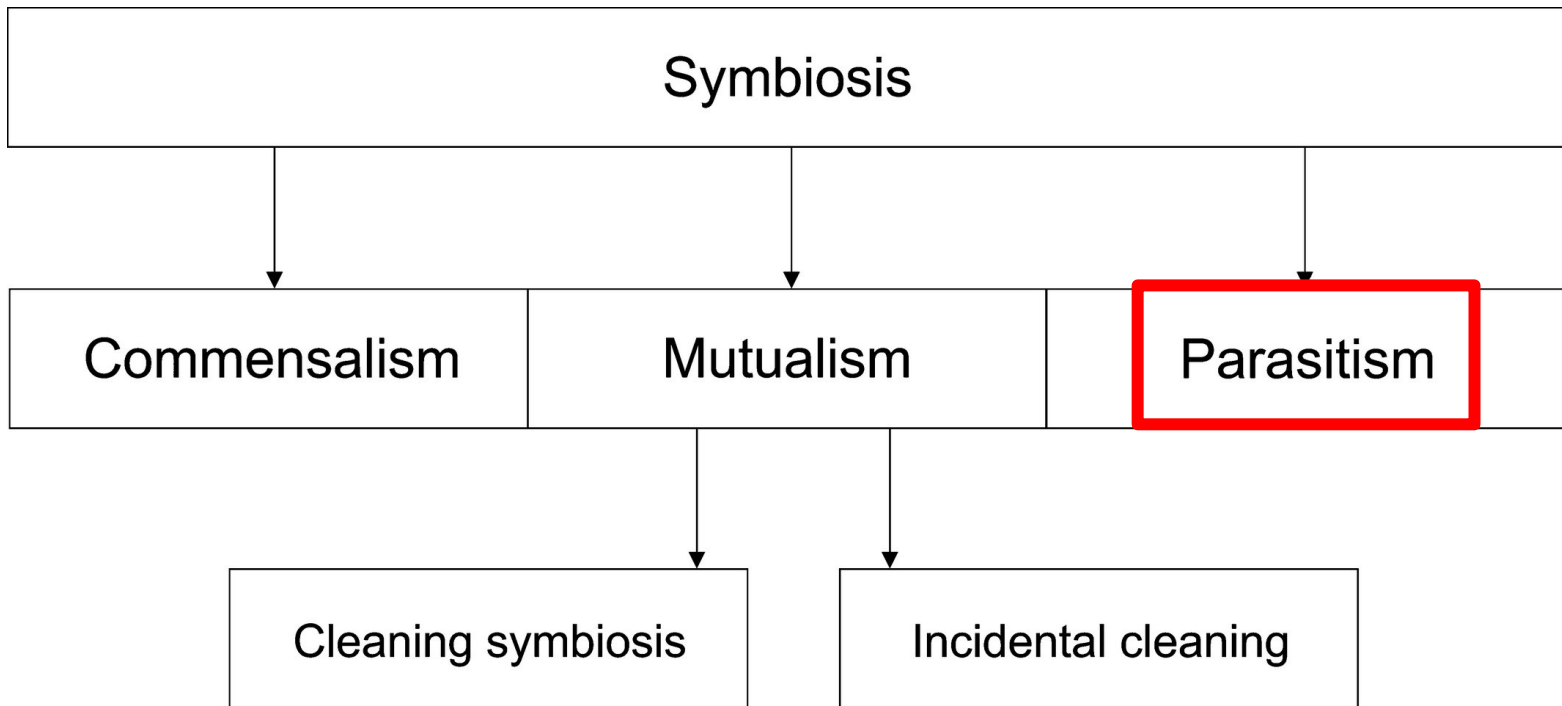 Symbiosis
Commensalism
Mutualism
Parasitism
Cleaning symbiosis
Incidental cleaning